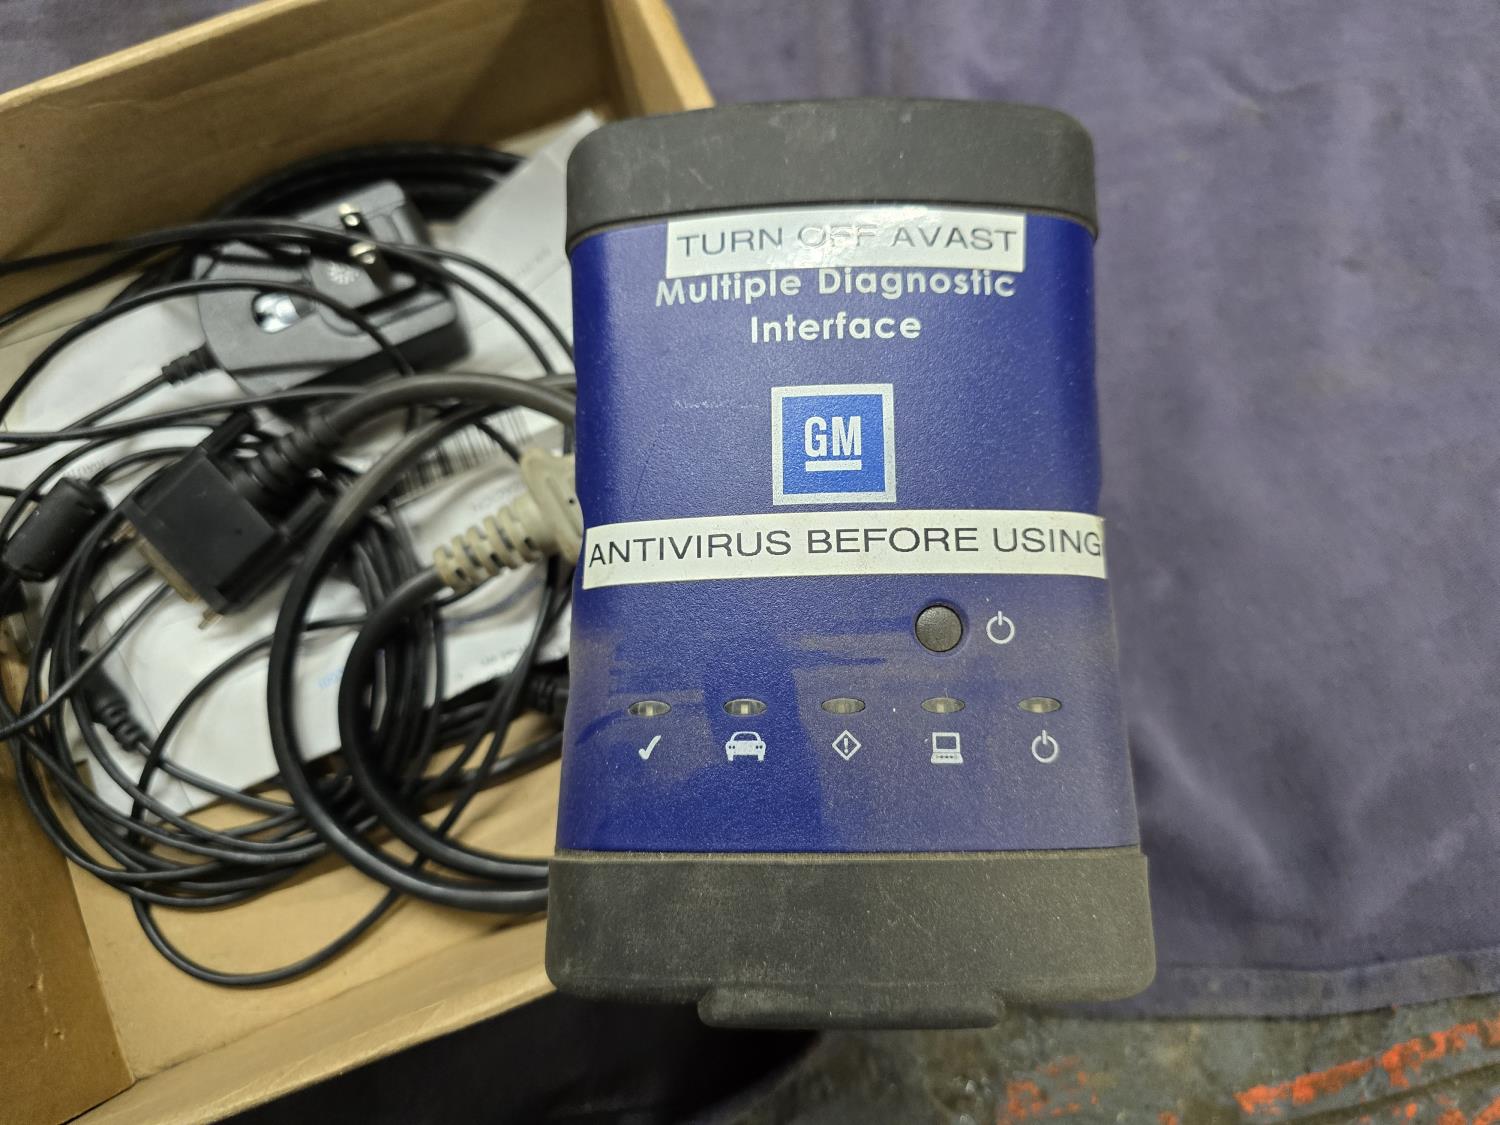 TURN OFF AVAST
Multiple Diagnostic
Interface
GM
ANTIVIRUS BEFORE USING